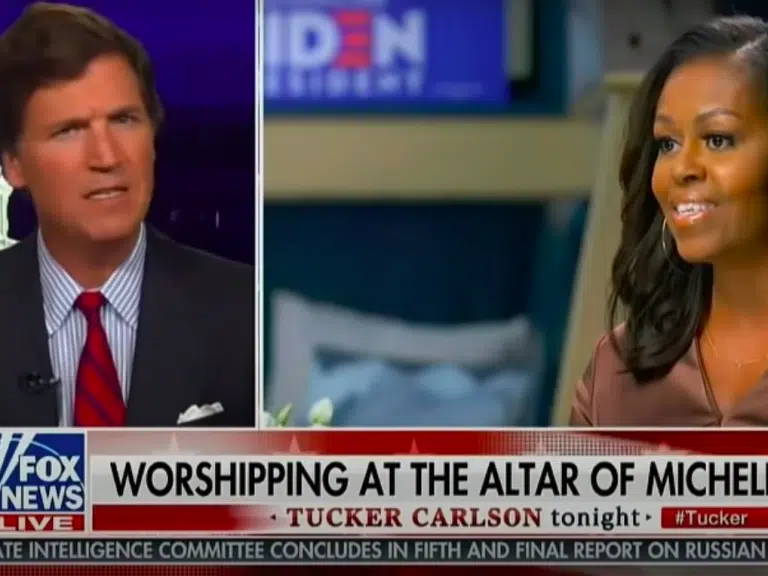 IDEN
ESIDENT
FOX
NEWS
LIVE
WORSHIPPING AT THE ALTAR OF MICHELL
TUCKER CARLSON tonight
#Tucker
ATE INTELLIGENCE COMMITTEE CONCLUDES IN FIFTH AND FINAL REPORT ON RUSSIAN